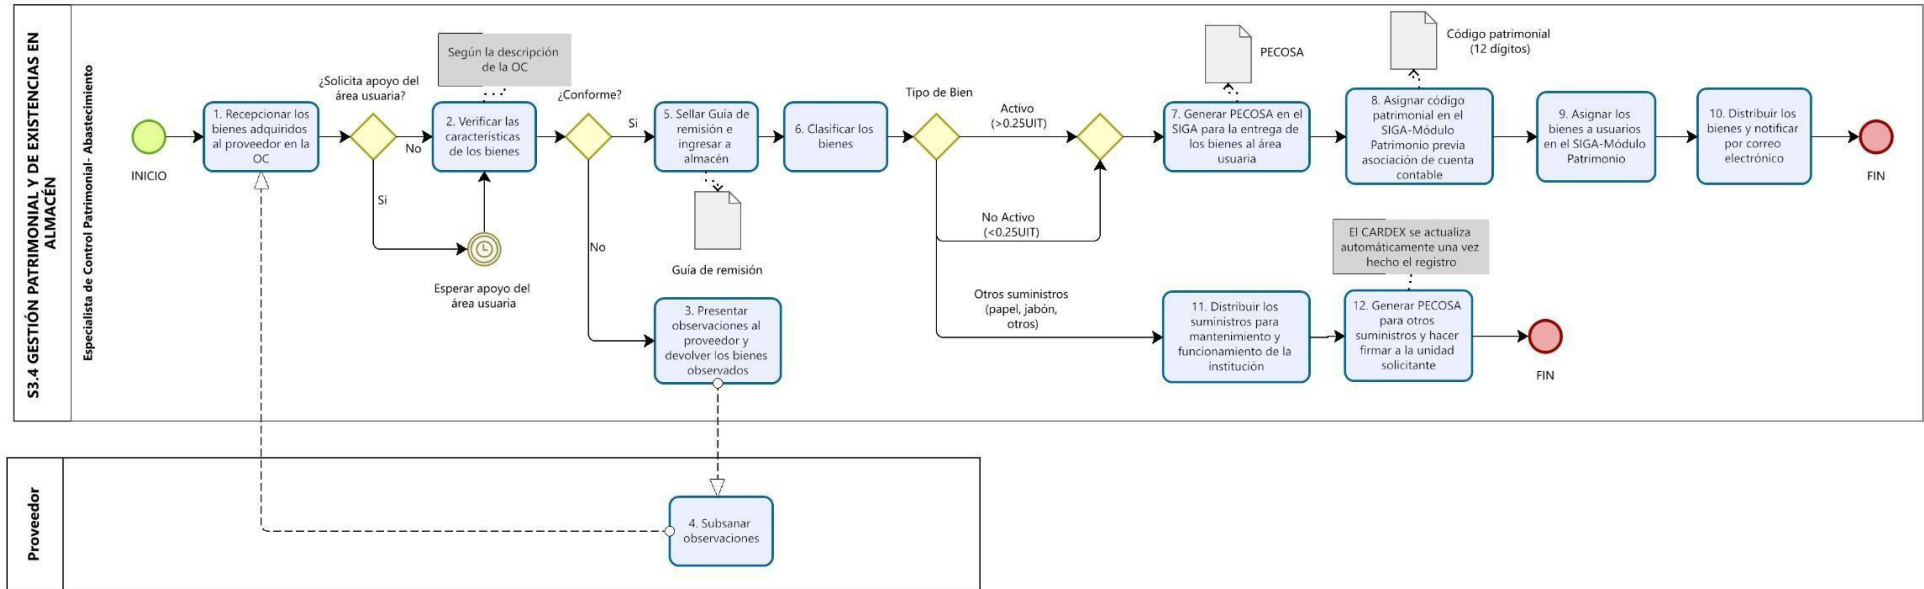 S3.4 GESTIÓN PATRIMONIAL Y DE EXISTENCIAS EN
ALMACÉN
Especialista de Control Patrimonial- Abastecimiento
INICIO
1. Recepcionar los
bienes adquiridos
al proveedor en la
OC
¿Solicita apoyo del
área usuaria?
No
Si
Esperar apoyo del
área usuaria
Según la descripción
de la OC
2. Verificar las
características
de los bienes
¿Conforme?
Si
No
5. Sellar Guía de
remisión e
ingresar a
almacén
Guía de remisión
3. Presentar
observaciones al
proveedor y
devolver los bienes
observados
6. Clasificar los
bienes
Tipo de Bien
Activo
(>0.25UIT)
No Activo
(<0.25UIT)
Otros suministros
(papel, jabón,
otros)
PECOSA
7. Generar PECOSA en el
SIGA para la entrega de
los bienes al área
usuaria
Código patrimonial
(12 dígitos)
8. Asignar código
patrimonial en el
SIGA-Módulo
Patrimonio previa
asociación de cuenta
contable
9. Asignar los
bienes a usuarios
en el SIGA-Módulo
Patrimonio
10. Distribuir los
bienes y notificar
por correo
electrónico
FIN
11. Distribuir los
suministros para
mantenimiento y
funcionamiento de la
institución
El CARDEX se actualiza
automáticamente una vez
hecho el registro
12. Generar PECOSA
para otros
suministros y hacer
firmar a la unidad
solicitante
FIN
Proveedor
4. Subsanar
observaciones